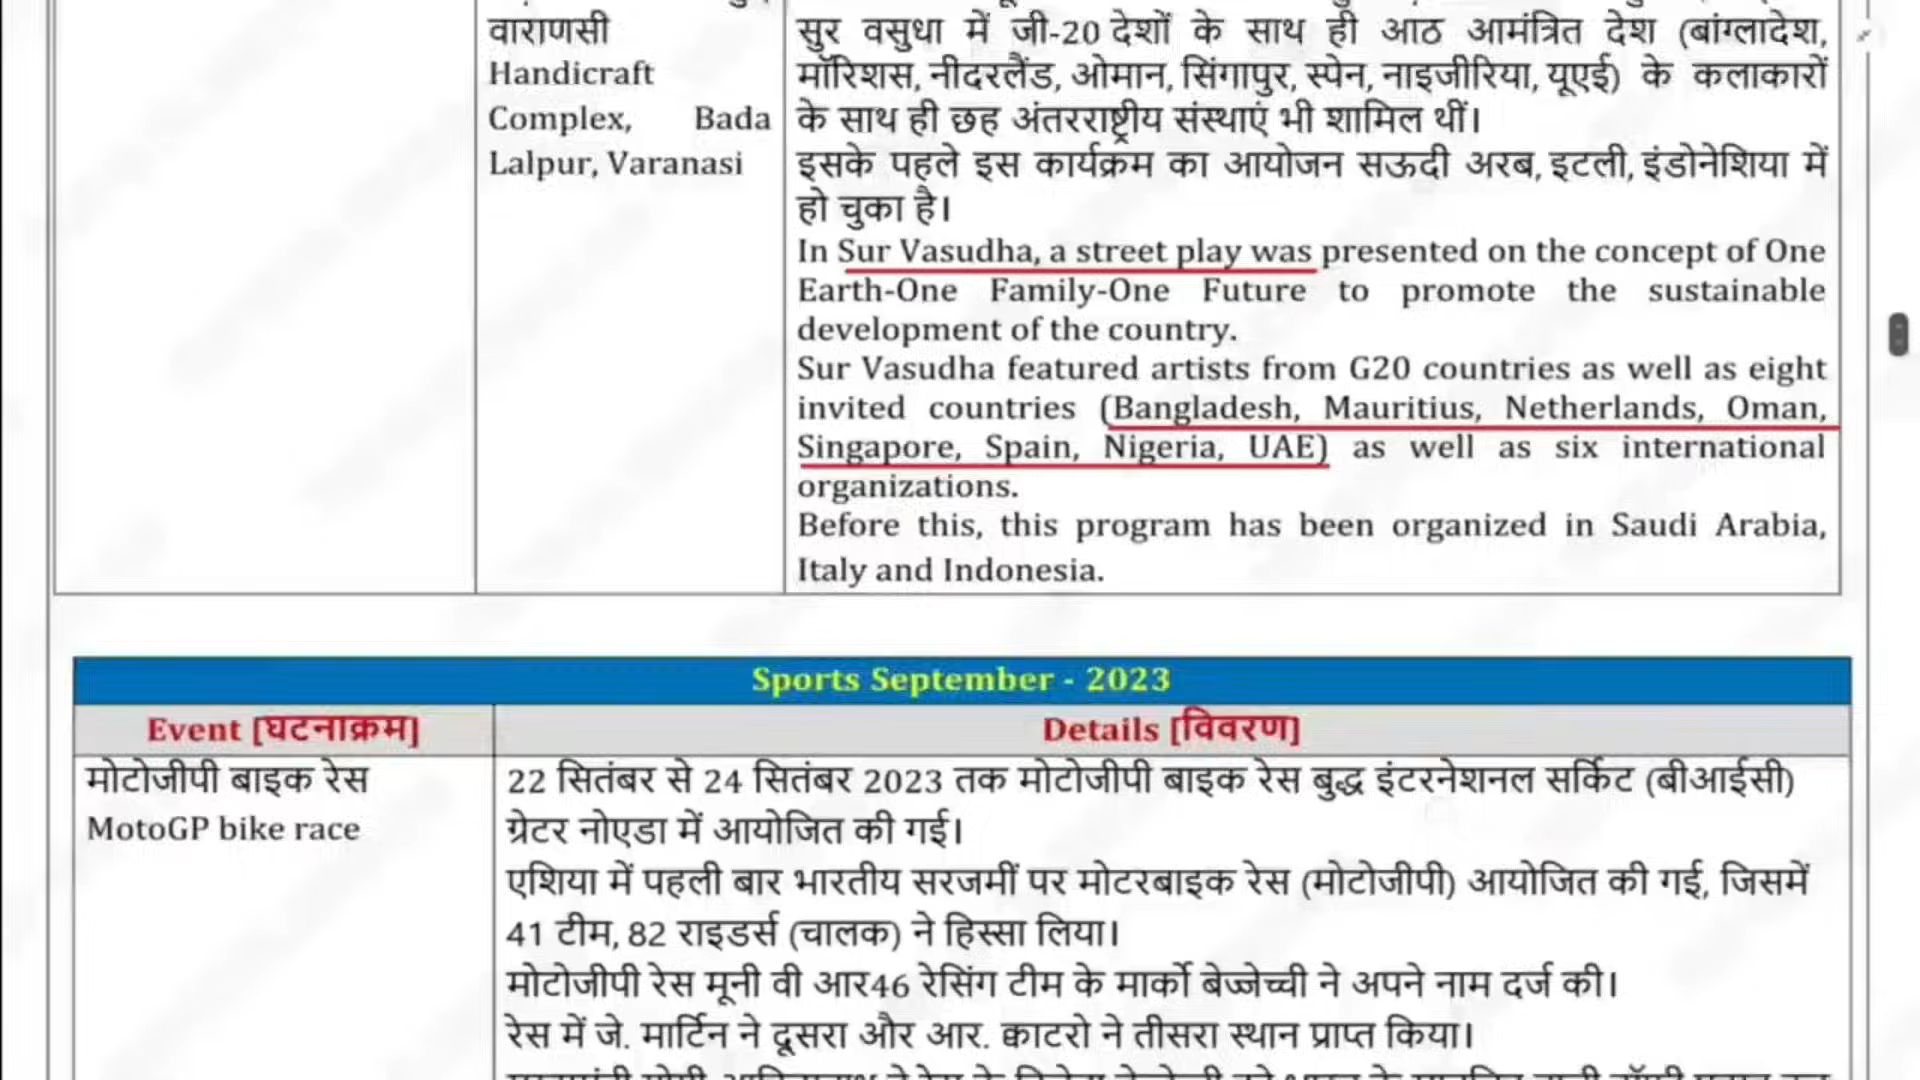 वाराणसी
Handicraft
Complex, Bada
Lalpur, Varanasi
सुर वसुधा में जी-20 देशों के साथ ही आठ आमंत्रित देश (बांग्लादेश,
मॉरिशस, नीदरलैंड, ओमान, सिंगापुर, स्पेन, नाइजीरिया, यूएई) के कलाकारों
के साथ ही छह अंतरराष्ट्रीय संस्थाएं भी शामिल थीं।
इसके पहले इस कार्यक्रम का आयोजन सऊदी अरब, इटली, इंडोनेशिया में
हो चुका है।
In Sur Vasudha, a street play was presented on the concept of One
Earth-One Family-One Future to promote the sustainable
development of the country.
Sur Vasudha featured artists from G20 countries as well as eight
invited countries (Bangladesh, Mauritius, Netherlands, Oman,
Singapore, Spain, Nigeria, UAE) as well as six international
organizations.
Before this, this program has been organized in Saudi Arabia,
Italy and Indonesia.
Sports September - 2023
Event [घटनाक्रम]
Details [विवरण]
मोटोजीपी बाइक रेस
MotoGP bike race
22 सितंबर से 24 सितंबर 2023 तक मोटोजीपी बाइक रेस बुद्ध इंटरनेशनल सर्किट (बीआईसी)
ग्रेटर नोएडा में आयोजित की गई।
एशिया में पहली बार भारतीय सरजमीं पर मोटरबाइक रेस (मोटोजीपी) आयोजित की गई, जिसमें
41 टीम, 82 राइडर्स (चालक) ने हिस्सा लिया।
मोटोजीपी रेस मूनी वी आर46 रेसिंग टीम के मार्को बेज्जेच्ची ने अपने नाम दर्ज की।
रेस में जे. मार्टिन ने दूसरा और आर. क्वाटरो ने तीसरा स्थान प्राप्त किया।